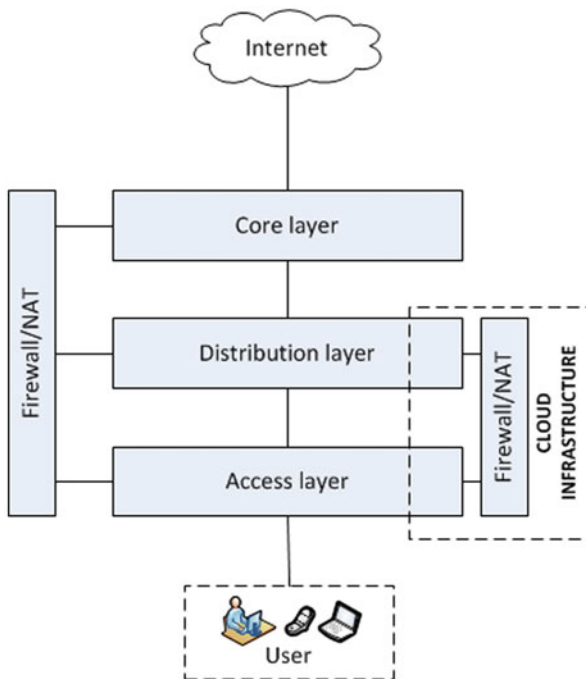 Internet
Core layer
Firewall/NAT
Distribution layer
Firewall/NAT
CLOUD
INFRASTRUCTURE
Access layer
User